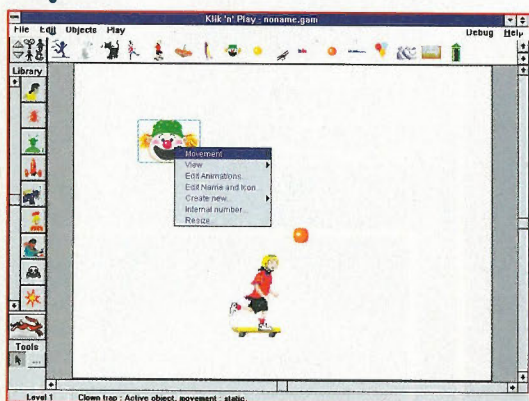 Klik 'n' Play - noname.gam
File Edit Objects Play Debug Help
Library
Movement
View
Edit Animations...
Edit Name and Icon...
Create new...
Internal number...
Resize
Tools
Level 1 Clown trap : Active object, movement : static.